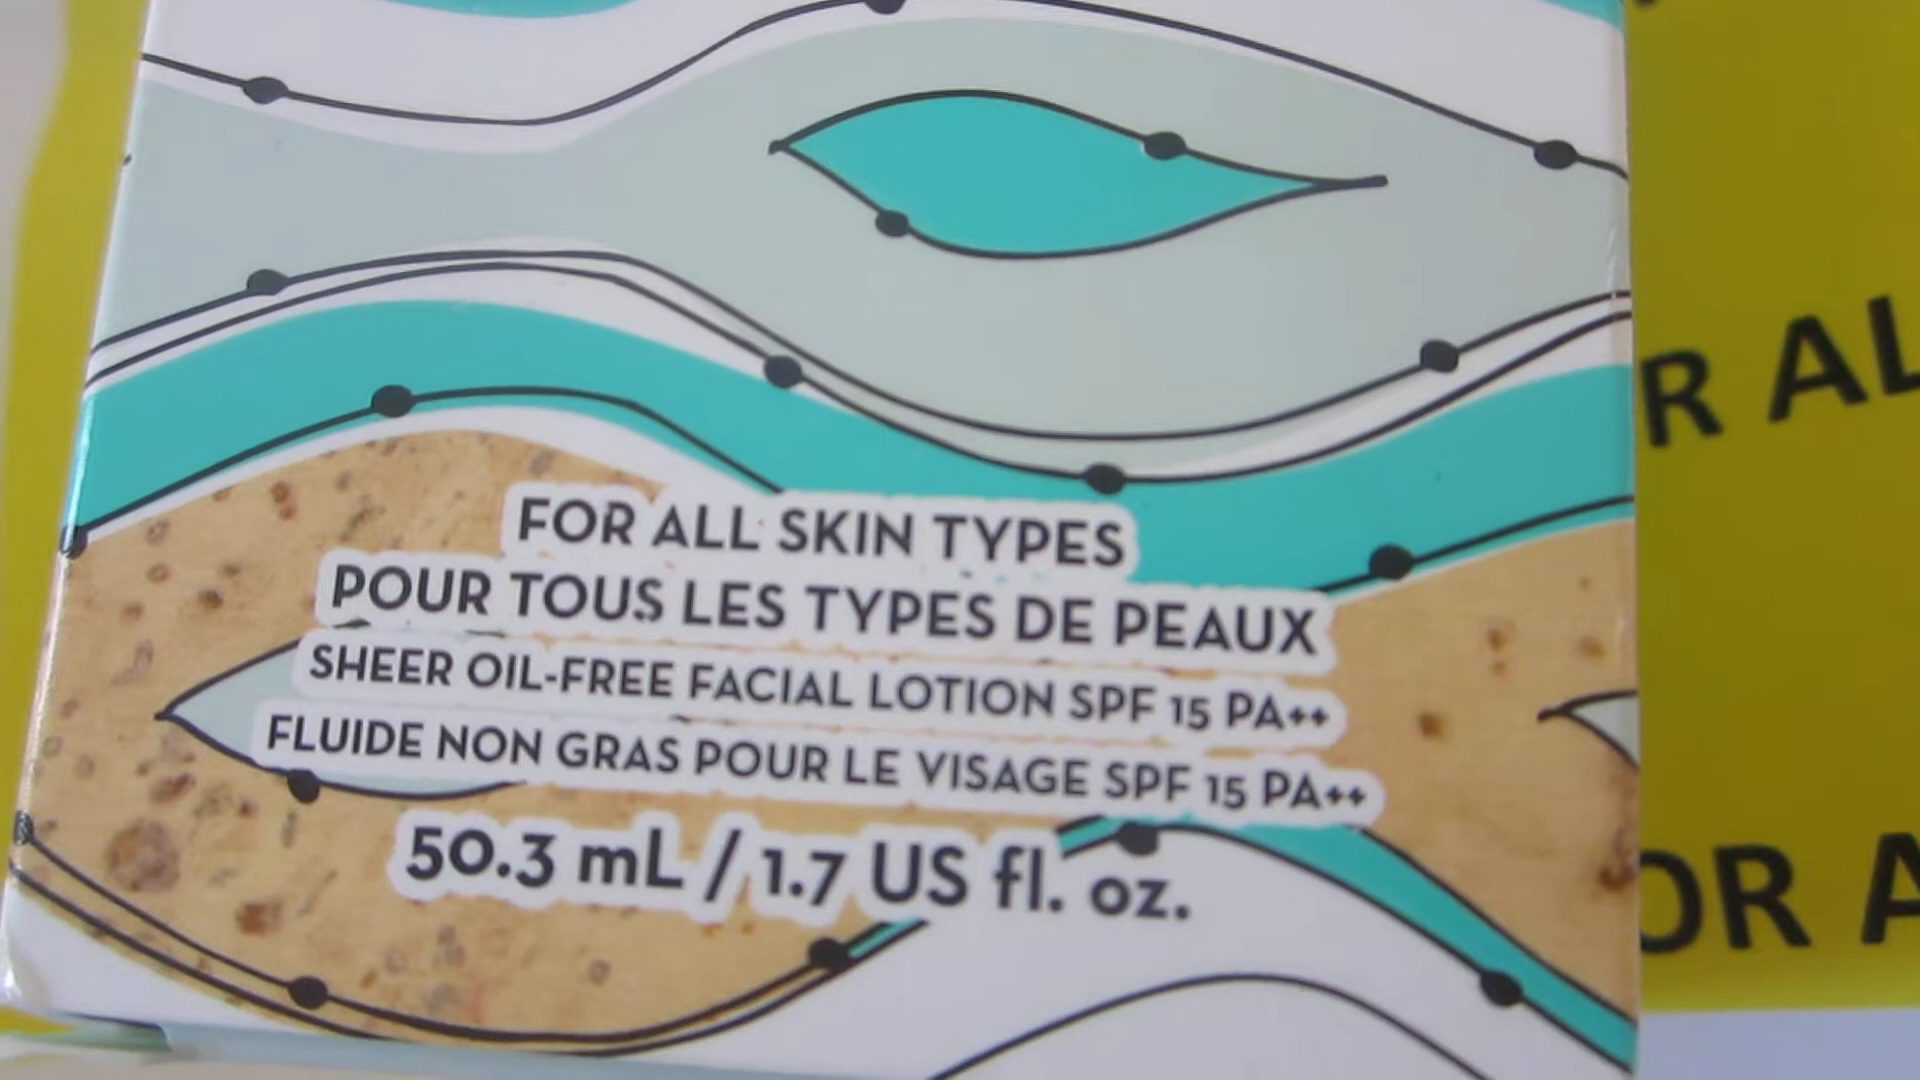 FOR ALL SKIN TYPES
POUR TOUS LES TYPES DE PEAUX
SHEER OIL-FREE FACIAL LOTION SPF 15 PA++
FLUIDE NON GRAS POUR LE VISAGE SPF 15 PA++
50.3 mL / 1.7 US fl. oz.
R AL
OR A